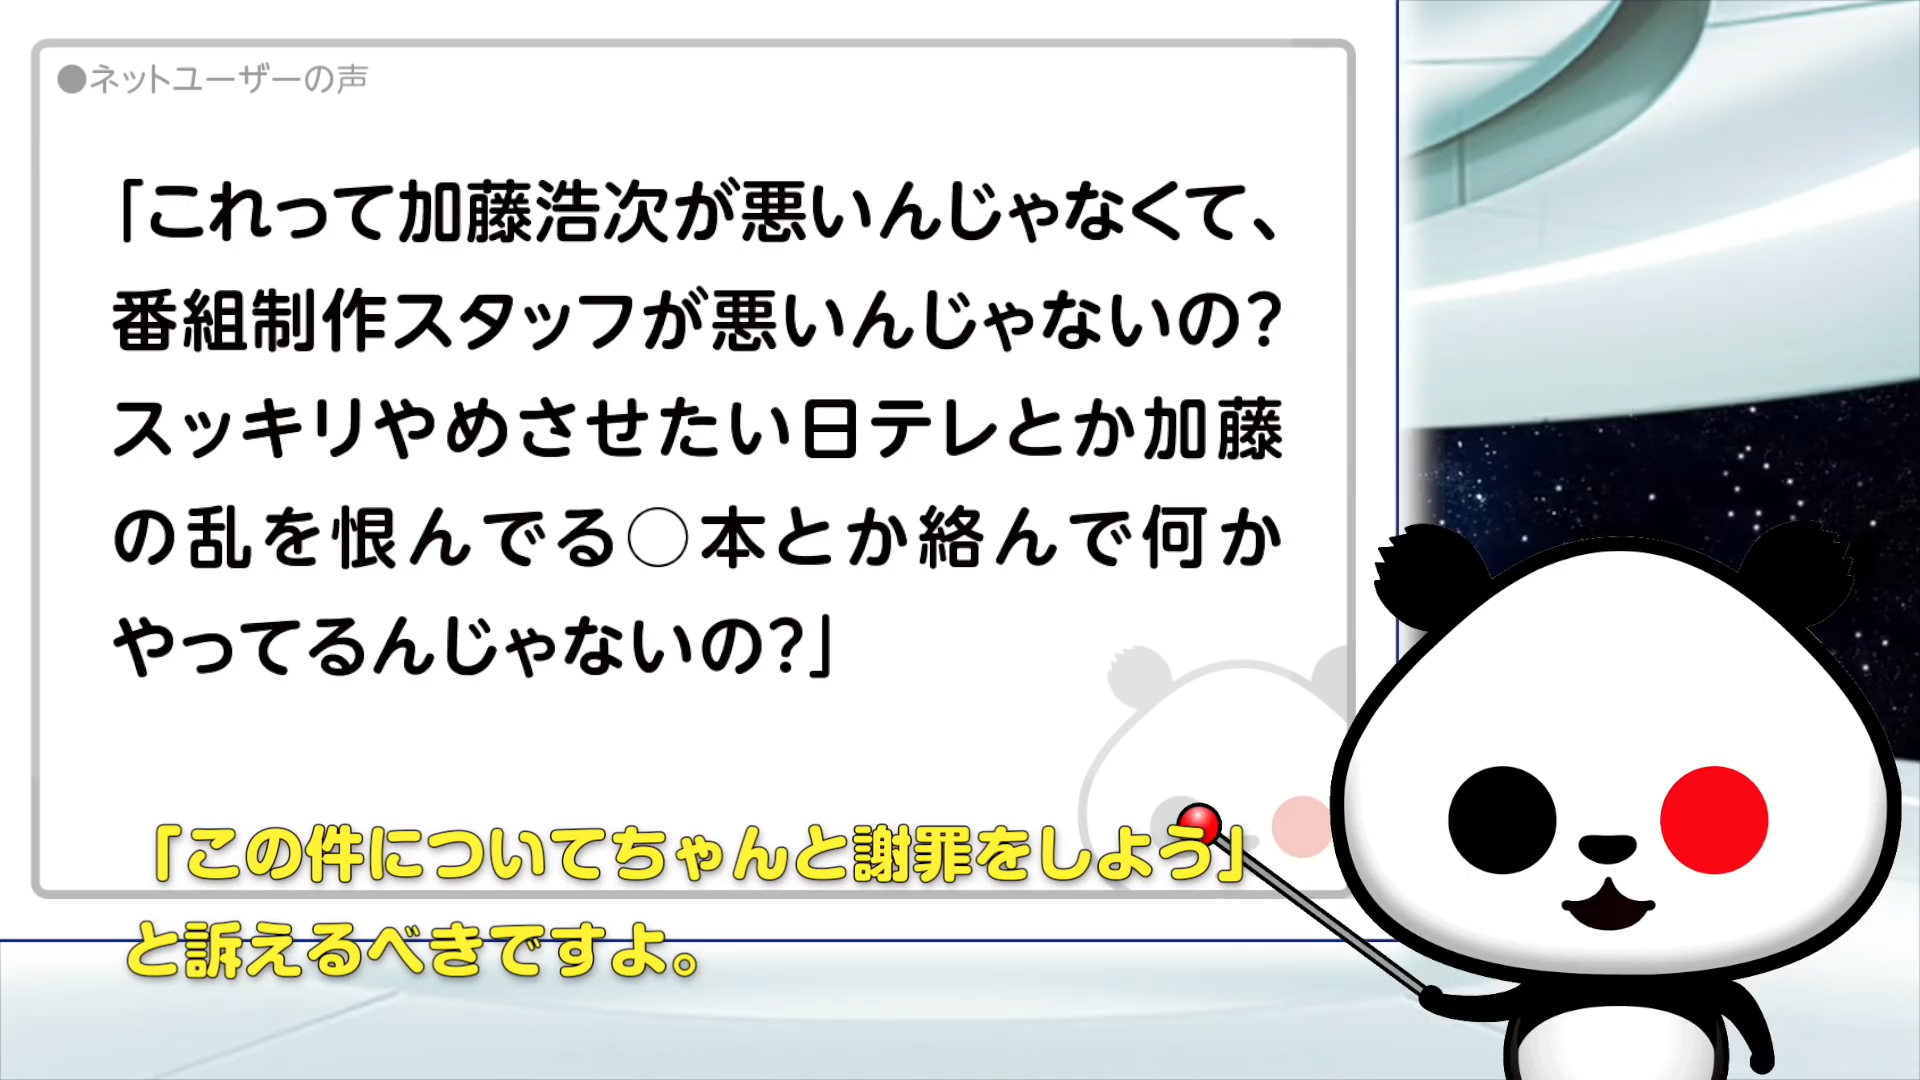 ●ネットユーザーの声
「これって加藤浩次が悪いんじゃなくて、
番組制作スタッフが悪いんじゃないの?
スッキリやめさせたい日テレとか加藤
の乱を恨んでる◯本とか絡んで何か
やってるんじゃないの?」
「この件についてちゃんと謝罪をしよう」
と訴えるべきですよ。